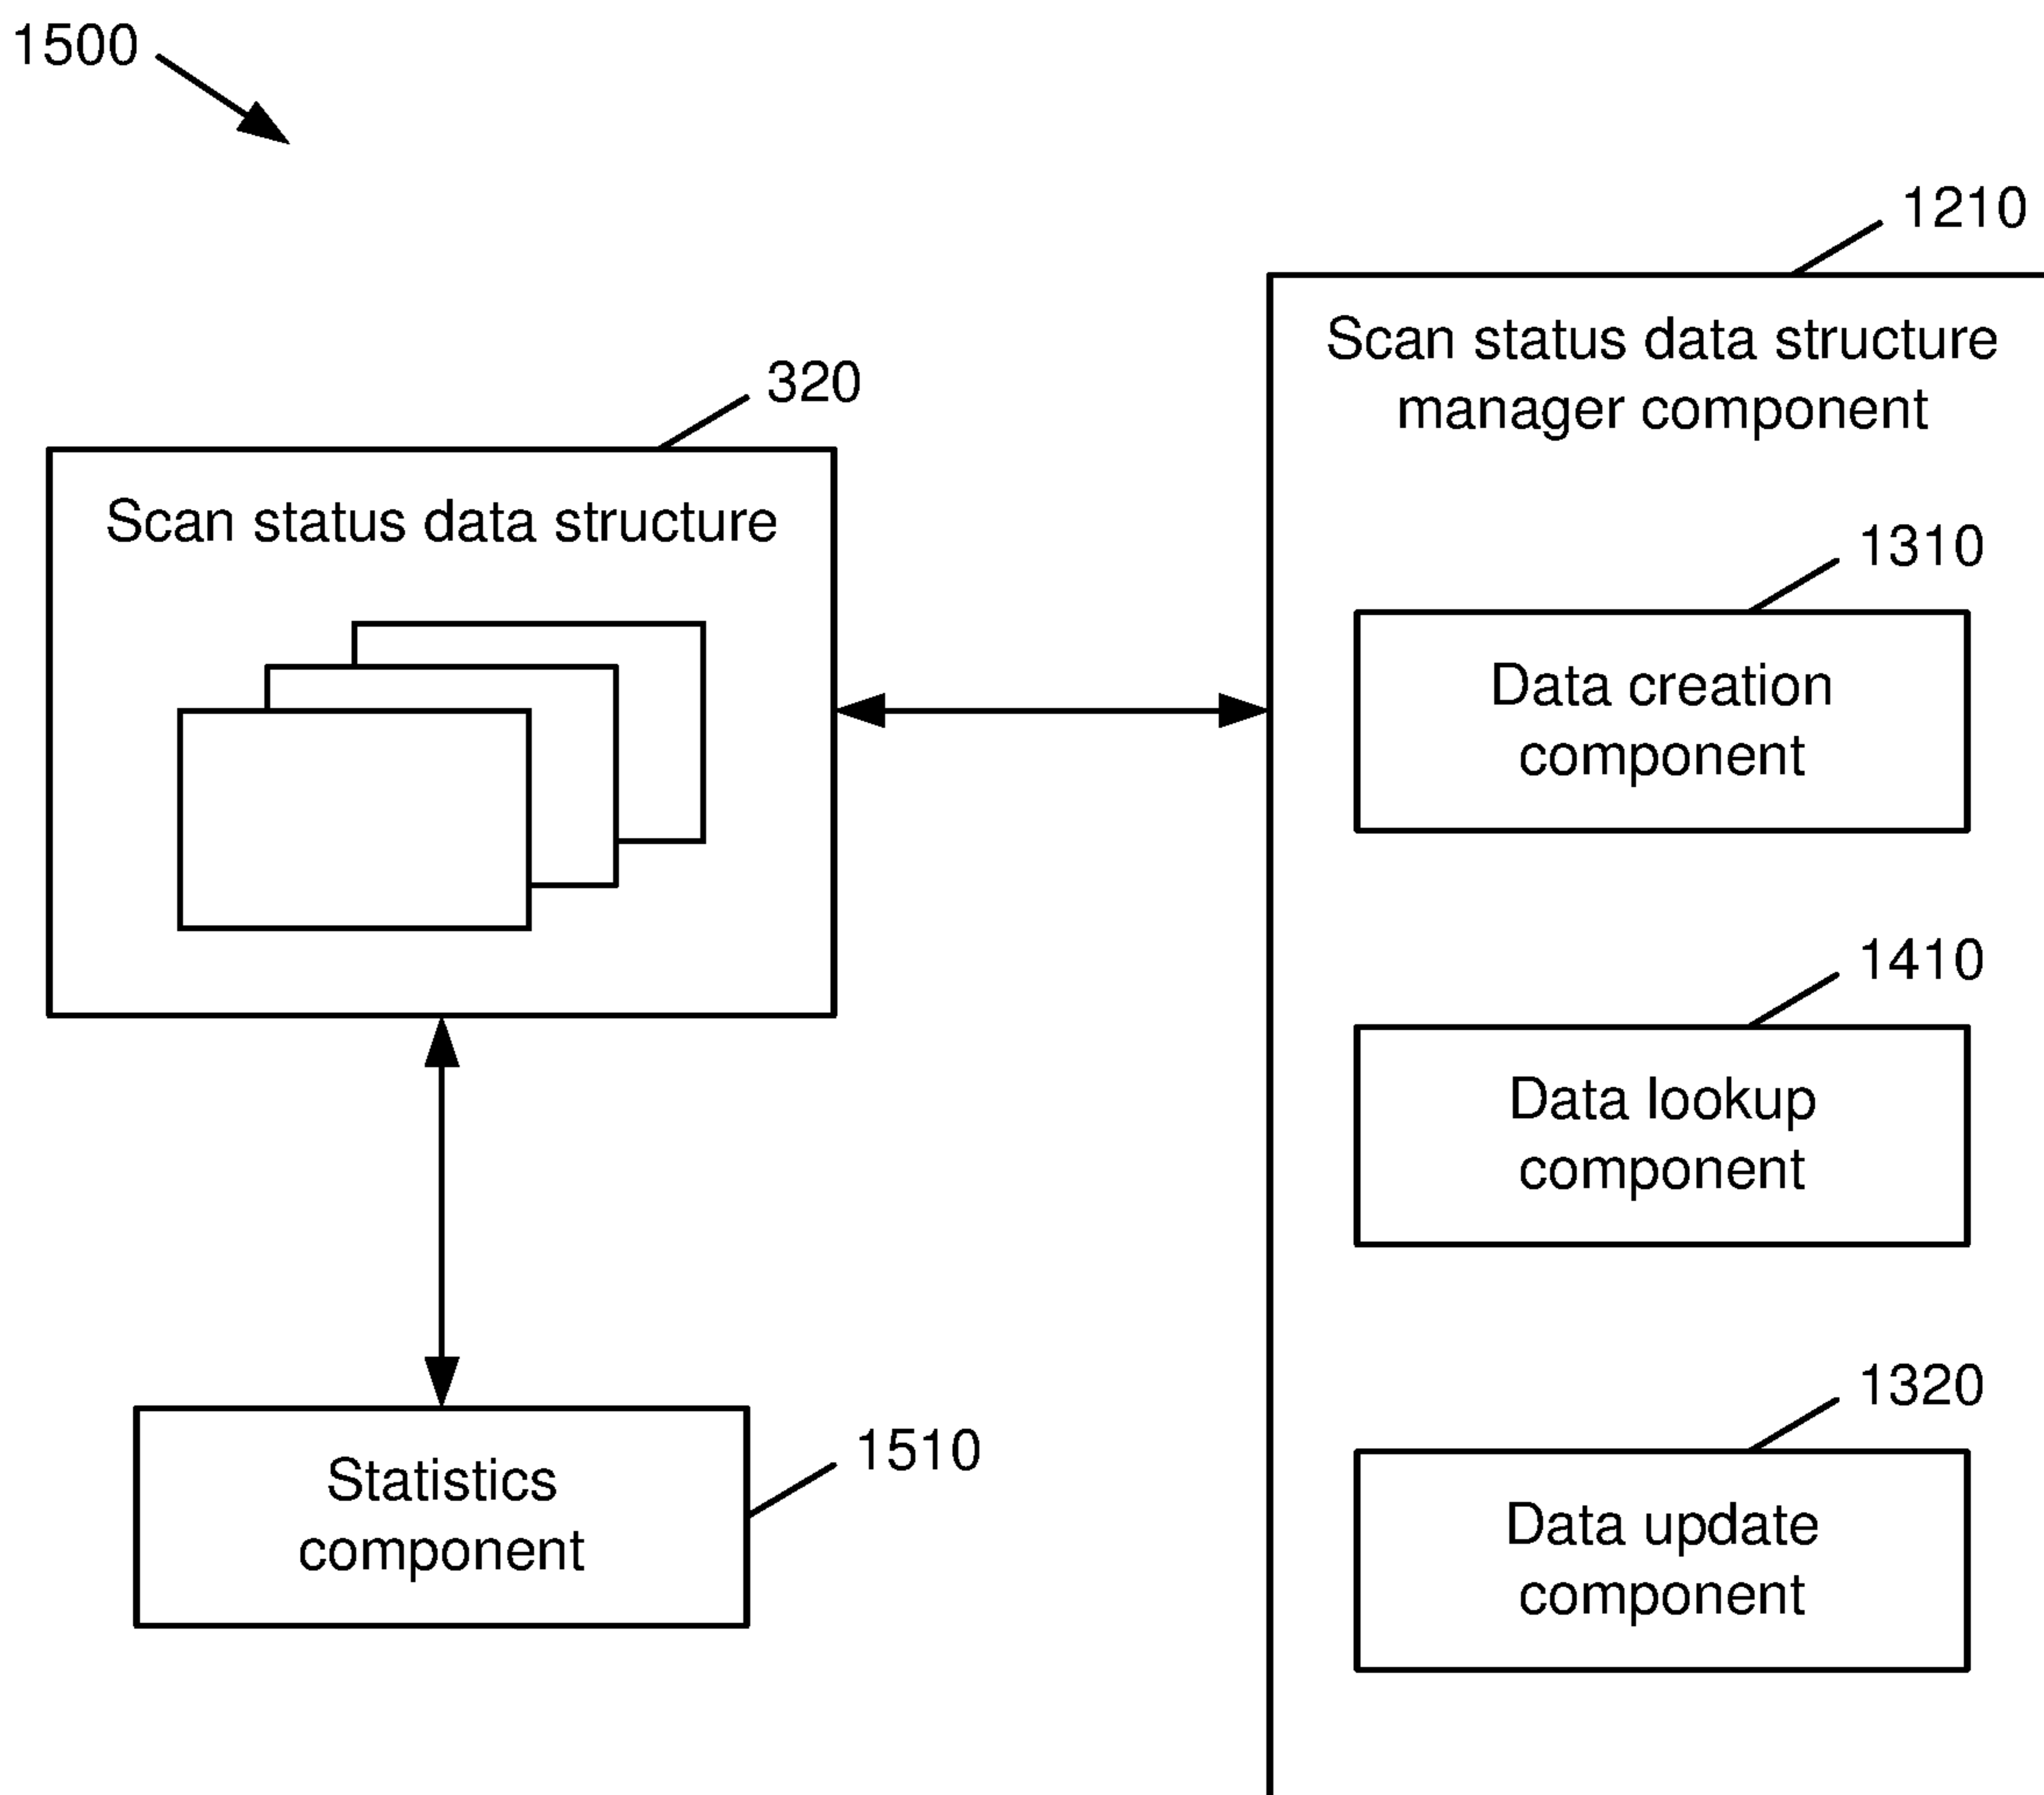 1500
1210
Scan status data structure
manager component
320
Scan status data structure
1310
Data creation
component
1410
Data lookup
component
1320
Data update
component
1510
Statistics
component